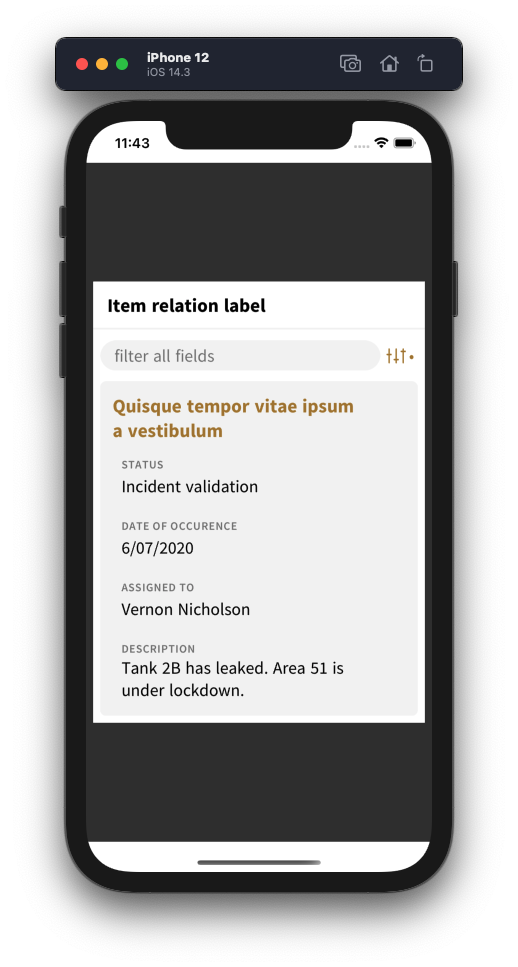 iPhone 12
iOS 14.3
11:43
Item relation label
filter all fields
Quisque tempor vitae ipsum
a vestibulum
STATUS
Incident validation
DATE OF OCCURENCE
6/07/2020
ASSIGNED TO
Vernon Nicholson
DESCRIPTION
Tank 2B has leaked. Area 51 is
under lockdown.